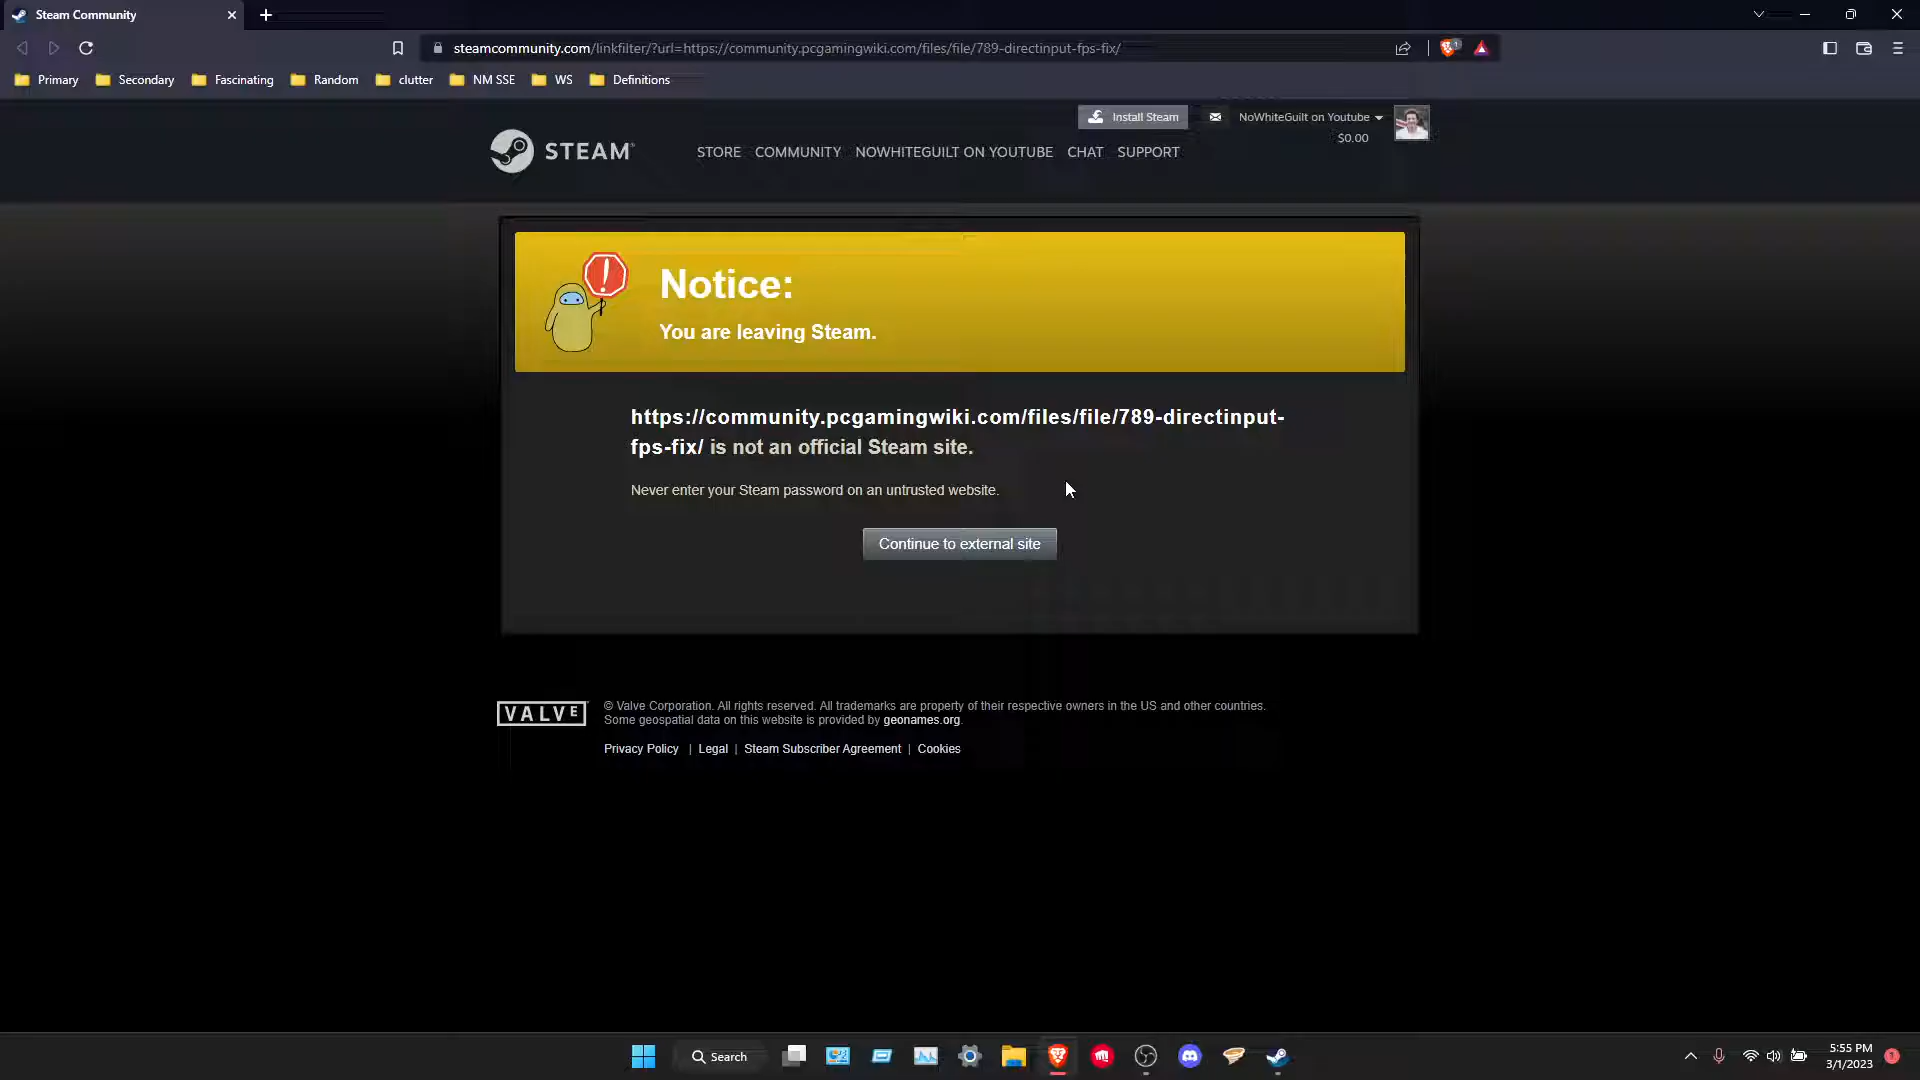 Steam Community
steamcommunity.com/linkfilter/?url=https://community.pcgamingwiki.com/files/file/789-directinput-fps-fix/
1
Primary Secondary Fascinating Random clutter NM SSE WS Definitions
Install Steam NoWhiteGuilt on Youtube
$0.00
STEAM® STORE COMMUNITY NOWHITEGUILT ON YOUTUBE CHAT SUPPORT
!
Notice:
You are leaving Steam.
https://community.pcgamingwiki.com/files/file/789-directinput-
fps-fix/ is not an official Steam site.
Never enter your Steam password on an untrusted website.
Continue to external site
VALVE
© Valve Corporation. All rights reserved. All trademarks are property of their respective owners in the US and other countries.
Some geospatial data on this website is provided by geonames.org.
Privacy Policy | Legal | Steam Subscriber Agreement | Cookies
Search
5:55 PM
3/1/2023
1